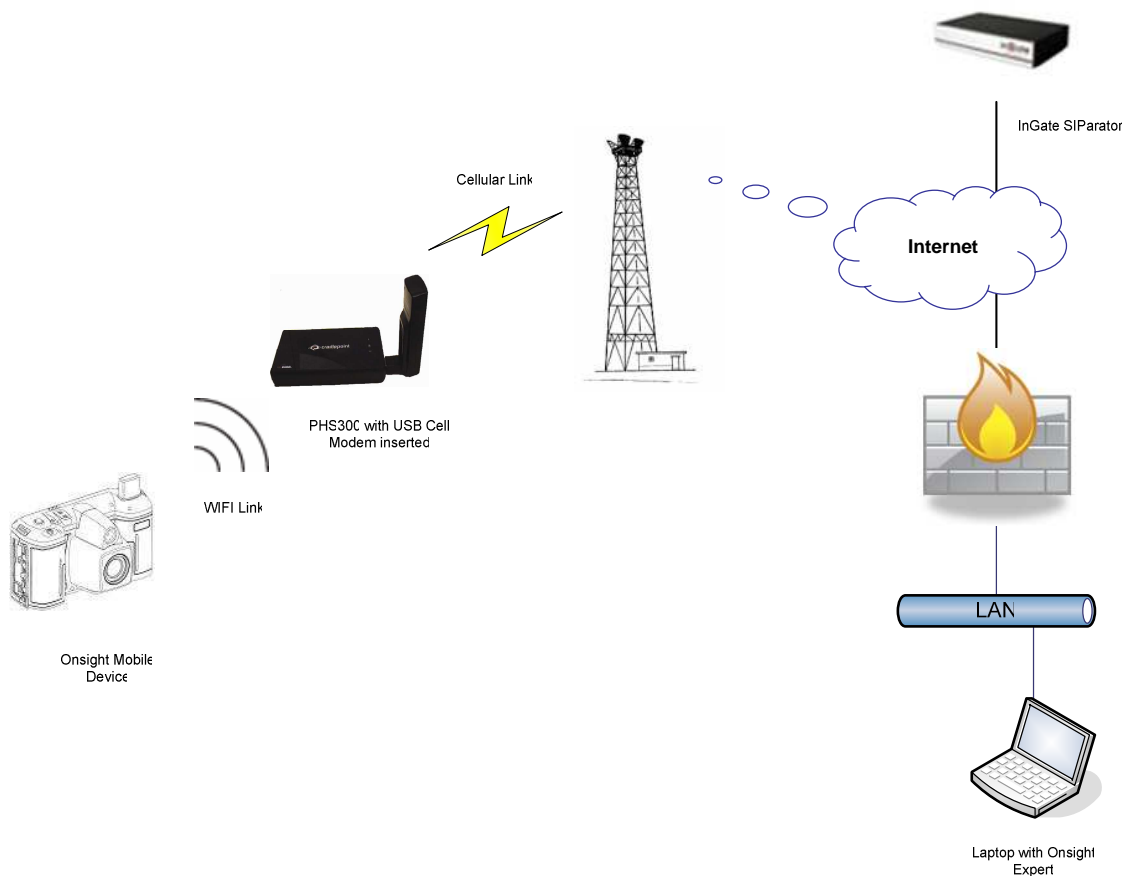 InGate SIParator
Cellular Link
Internet
cradlepoint
PHS300 with USB Cell
Modem inserted
WIFI Link
LAN
Onsight Mobile
Device
Laptop with Onsight
Expert